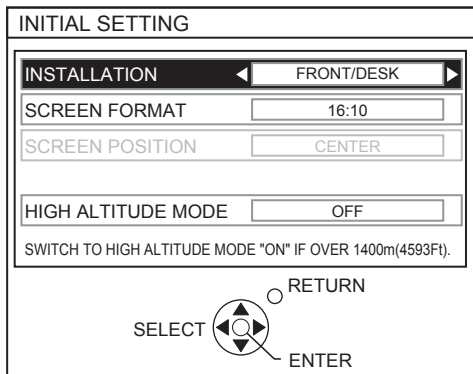 INITIAL SETTING
INSTALLATION FRONT/DESK
SCREEN FORMAT 16:10
SCREEN POSITION CENTER
HIGH ALTITUDE MODE OFF
SWITCH TO HIGH ALTITUDE MODE "ON" IF OVER 1400m(4593Ft).
RETURN
SELECT
ENTER